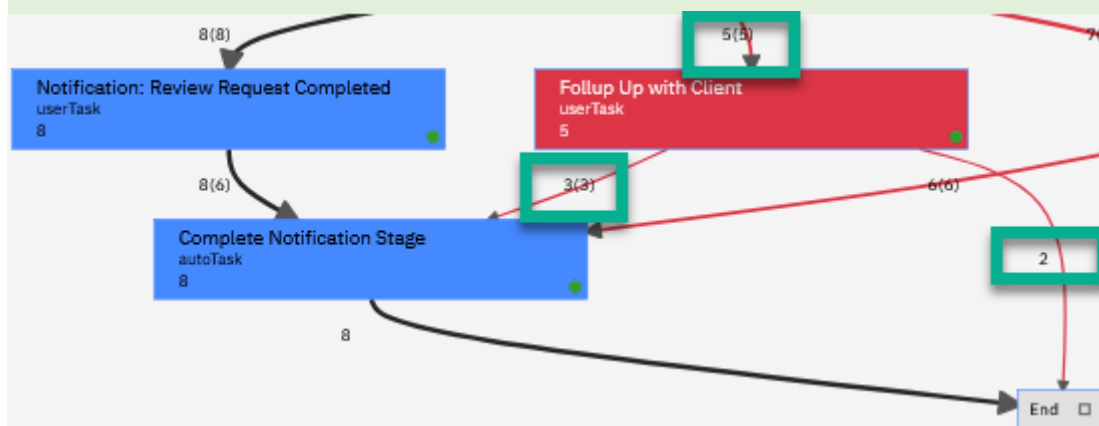 8(8)
5(5)
Notification: Review Request Completed
userTask
8
Follup Up with Client
userTask
5
8(6)
3(3)
6(6)
Complete Notification Stage
autoTask
8
2
8
End